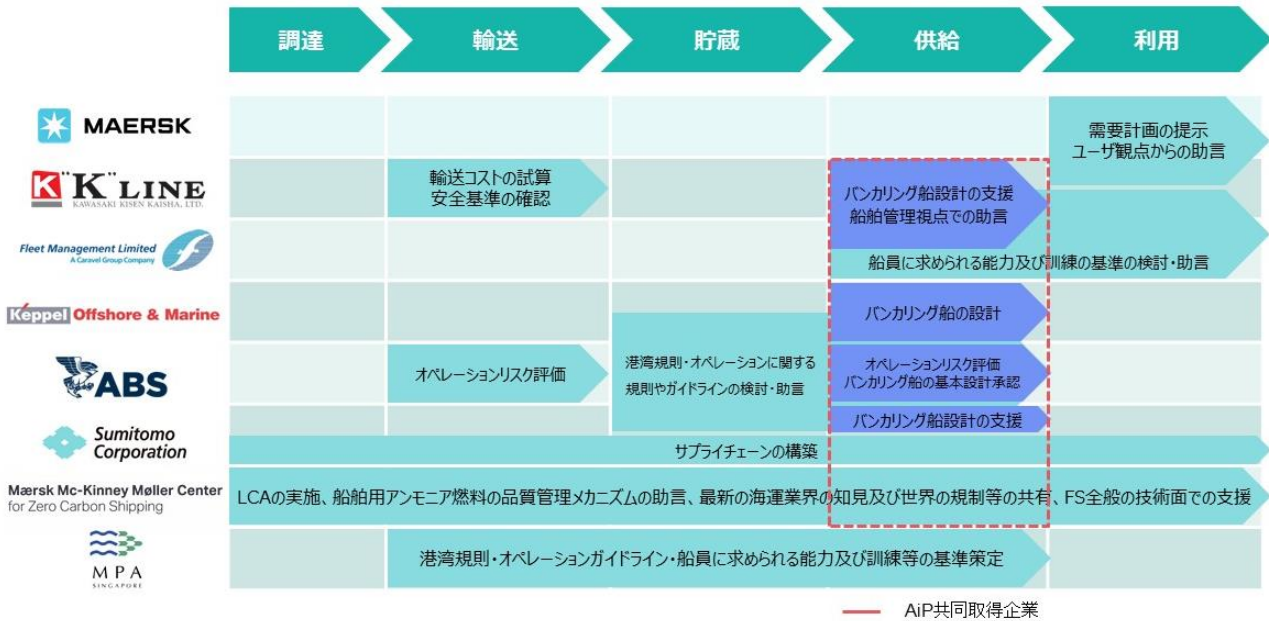 調達
輸送
貯蔵
供給
利用
MAERSK
需要計画の提示
ユーザ観点からの助言
K "K" LINE
KAWASAKI KISEN KAISHA, LTD.
輸送コストの試算
安全基準の確認
バンカリング船設計の支援
船舶管理視点での助言
Fleet Management Limited
A Caravel Group Company
船員に求められる能力及び訓練の基準の検討・助言
Keppel Offshore & Marine
バンカリング船の設計
ABS
オペレーションリスク評価
港湾規則・オペレーションに関する
規則やガイドラインの検討・助言
オペレーションリスク評価
バンカリング船の基本設計承認
Sumitomo
Corporation
バンカリング船設計の支援
サプライチェーンの構築
Mærsk Mc-Kinney Møller Center
for Zero Carbon Shipping
LCAの実施、船舶用アンモニア燃料の品質管理メカニズムの助言、最新の海運業界の知見及び世界の規制等の共有、FS全般の技術面での支援
MPA
SINGAPORE
港湾規則・オペレーションガイドライン・船員に求められる能力及び訓練等の基準策定
AiP共同取得企業